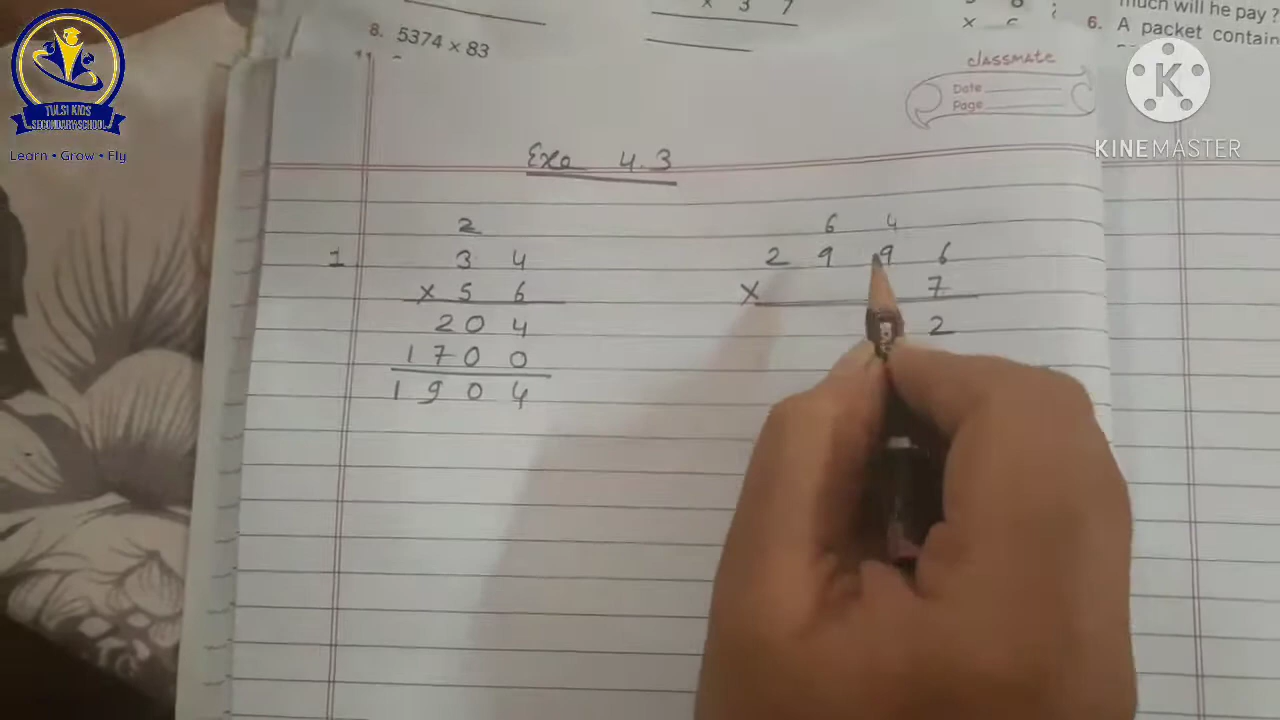 × 3 7
much will he pay ?
8. 5374 × 83
6. A packet contain
TULSI KIDS
SECONDARY SCHOOL
Learn • Grow • Fly
classmate
Date
Page
K
KINEMASTER
Exe 4.3
2
1 3 4
× 5 6
2 0 4
1 7 0 0
1 9 0 4
6 4
2 9 9 6
× 7
2